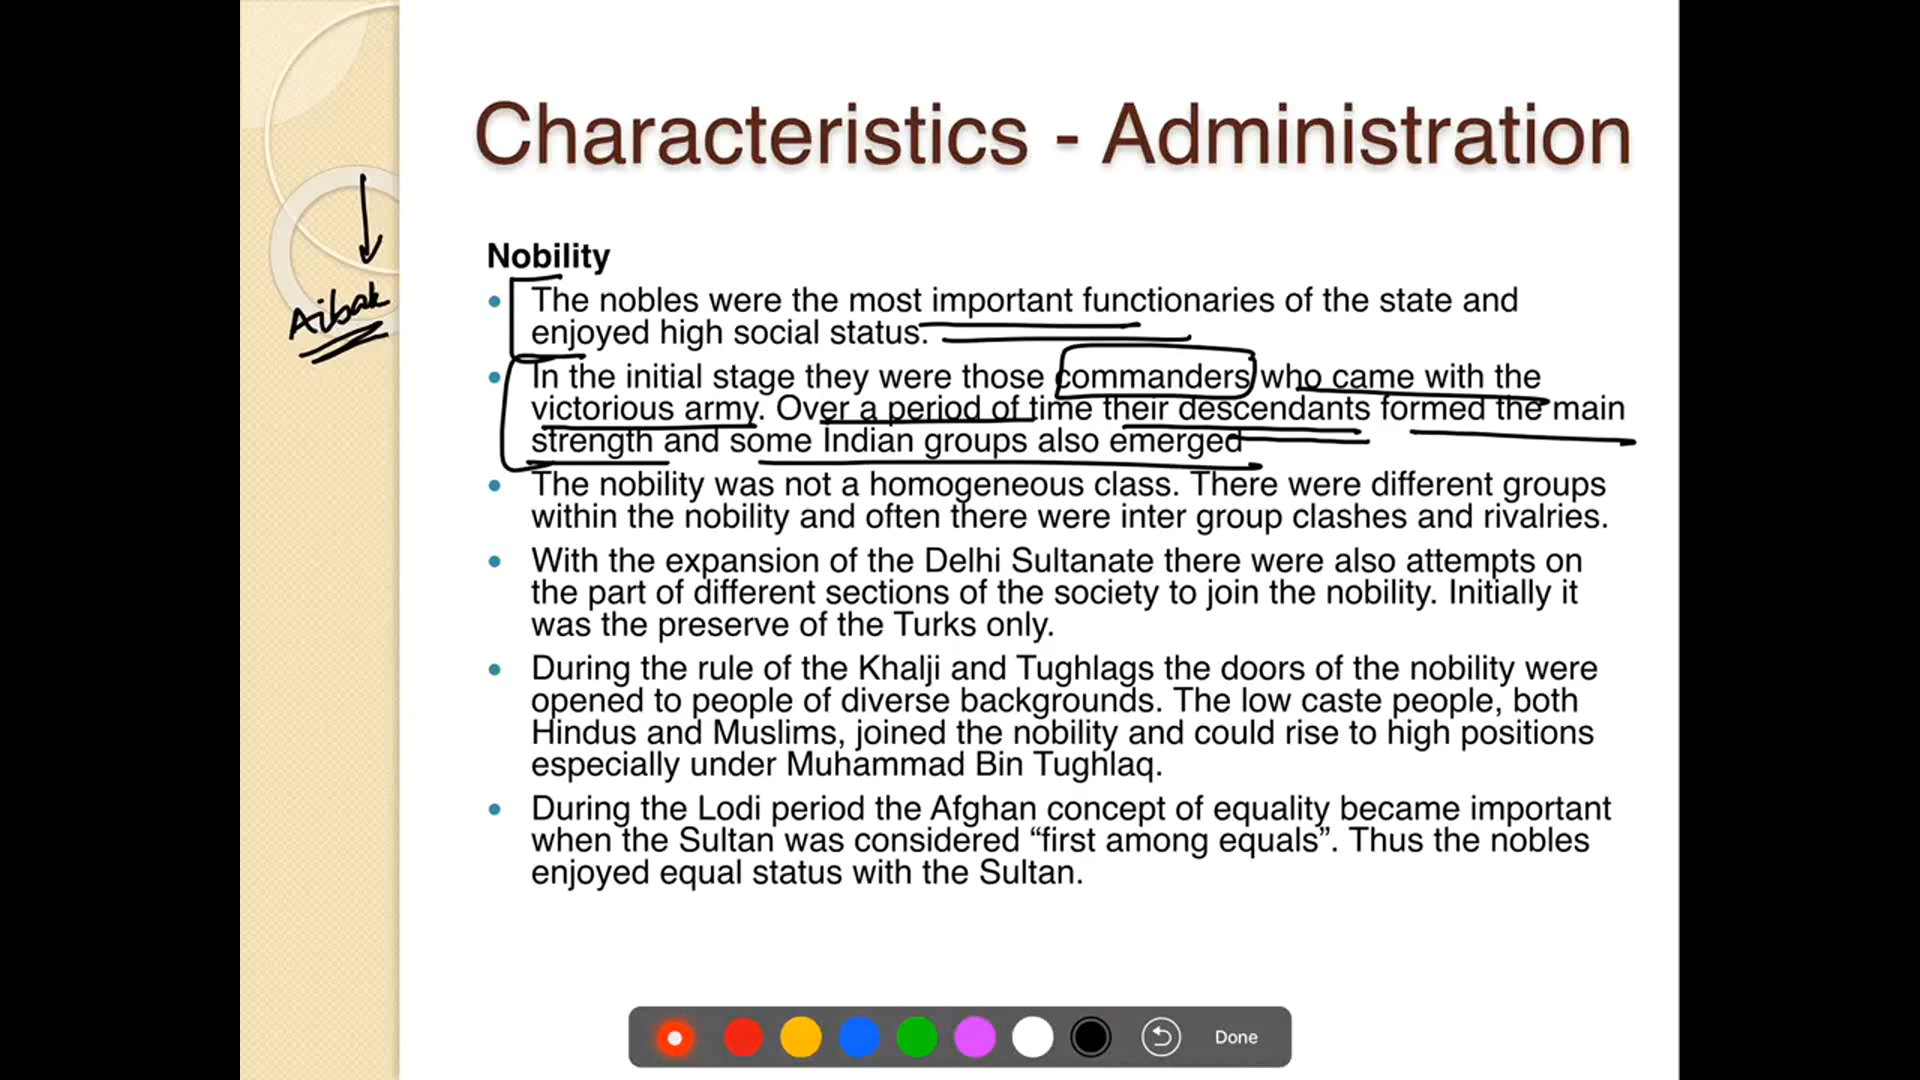 Characteristics - Administration
Aibak
Nobility
The nobles were the most important functionaries of the state and
enjoyed high social status.
In the initial stage they were those commanders who came with the
victorious army. Over a period of time their descendants formed the main
strength and some Indian groups also emerged
The nobility was not a homogeneous class. There were different groups
within the nobility and often there were inter group clashes and rivalries.
With the expansion of the Delhi Sultanate there were also attempts on
the part of different sections of the society to join the nobility. Initially it
was the preserve of the Turks only.
During the rule of the Khalji and Tughlags the doors of the nobility were
opened to people of diverse backgrounds. The low caste people, both
Hindus and Muslims, joined the nobility and could rise to high positions
especially under Muhammad Bin Tughlaq.
During the Lodi period the Afghan concept of equality became important
when the Sultan was considered “first among equals”. Thus the nobles
enjoyed equal status with the Sultan.
Done